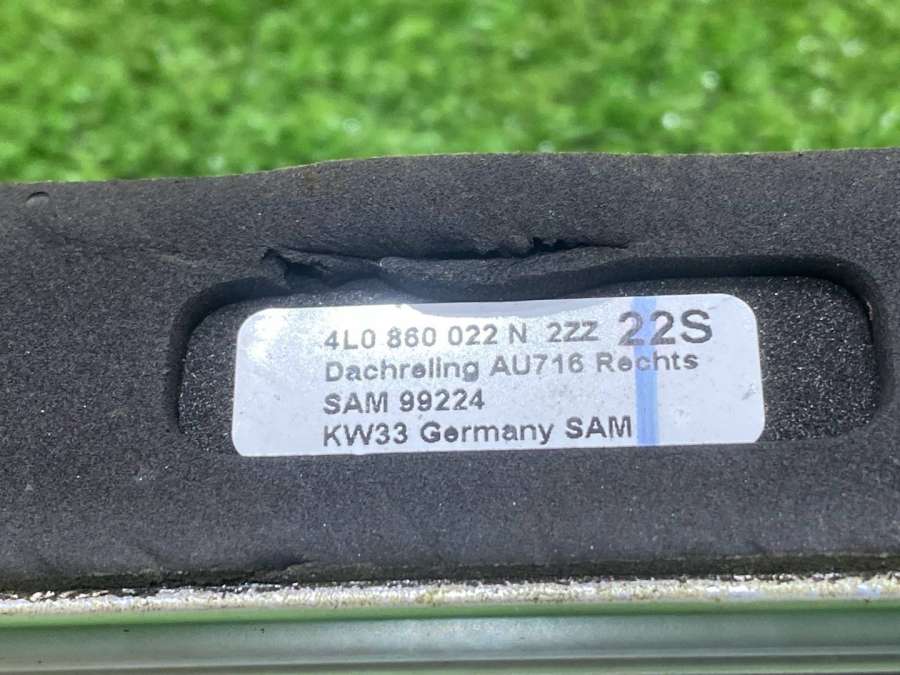 4L0 860 022 N 2ZZ 22S
Dachreling AU716 Rechts
SAM 99224
KW33 Germany SAM